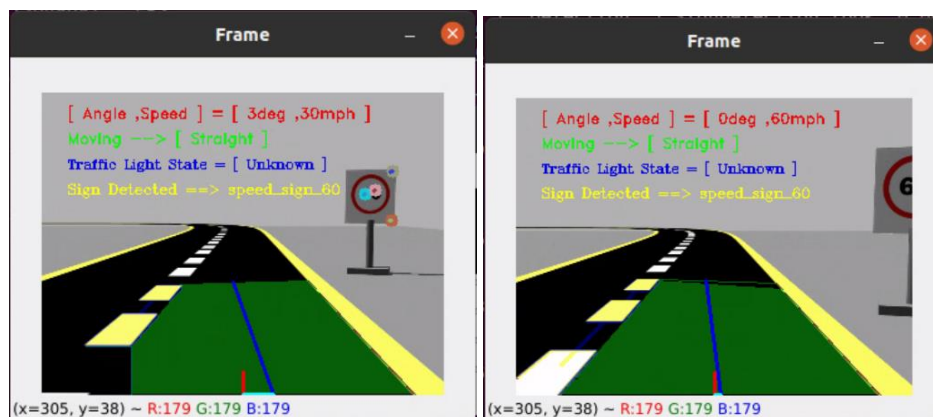 Frame
[ Angle ,Speed ] = [ 3deg ,30mph ]
Moving --> [ Straight ]
Traffic Light State = [ Unknown ]
Sign Detected ==> speed_sign_60
(x=305, y=38) ~ R:179 G:179 B:179
Frame
[ Angle ,Speed ] = [ 0deg ,60mph ]
Moving --> [ Straight ]
Traffic Light State = [ Unknown ]
Sign Detected ==> speed_sign_60
6
(x=305, y=38) ~ R:179 G:179 B:179